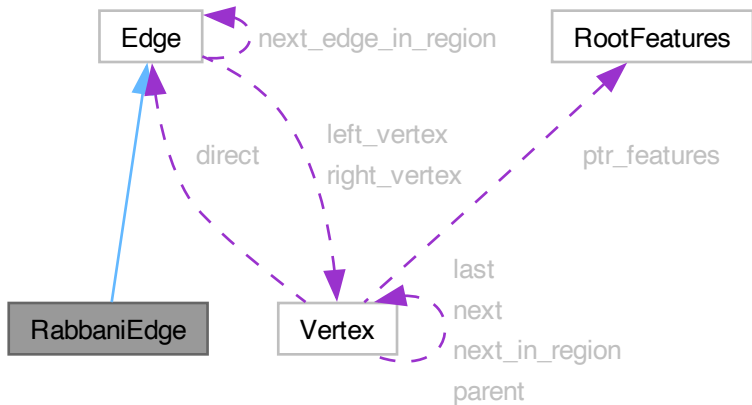 Edge
next_edge_in_region
RootFeatures
left_vertex
direct
ptr_features
right_vertex
last
next
RabbaniEdge
Vertex
next_in_region
parent